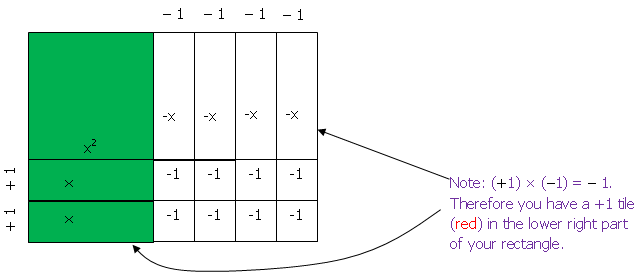 − 1 − 1 − 1 − 1
-x -x -x -x
x²
+ 1 x -1 -1 -1 -1
+ 1 x -1 -1 -1 -1
Note: (+1) × (−1) = − 1.
Therefore you have a +1 tile
(red) in the lower right part
of your rectangle.